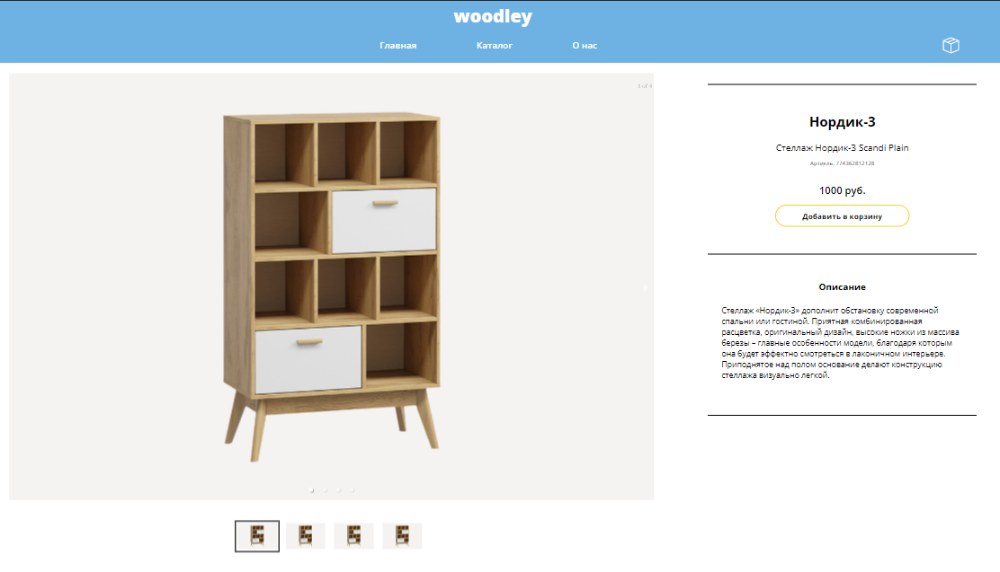 woodley
Главная Каталог О нас
1 of 4
Нордик-3
Стеллаж Нордик-3 Scandi Plain
Артикль: 774362812128
1000 руб.
Добавить в корзину
Описание
Стеллаж «Нордик-3» дополнит обстановку современной
спальни или гостиной. Приятная комбинированная
расцветка, оригинальный дизайн, высокие ножки из массива
березы – главные особенности модели, благодаря которым
она будет эффектно смотреться в лаконичном интерьере.
Приподнятое над полом основание делают конструкцию
стеллажа визуально легкой.